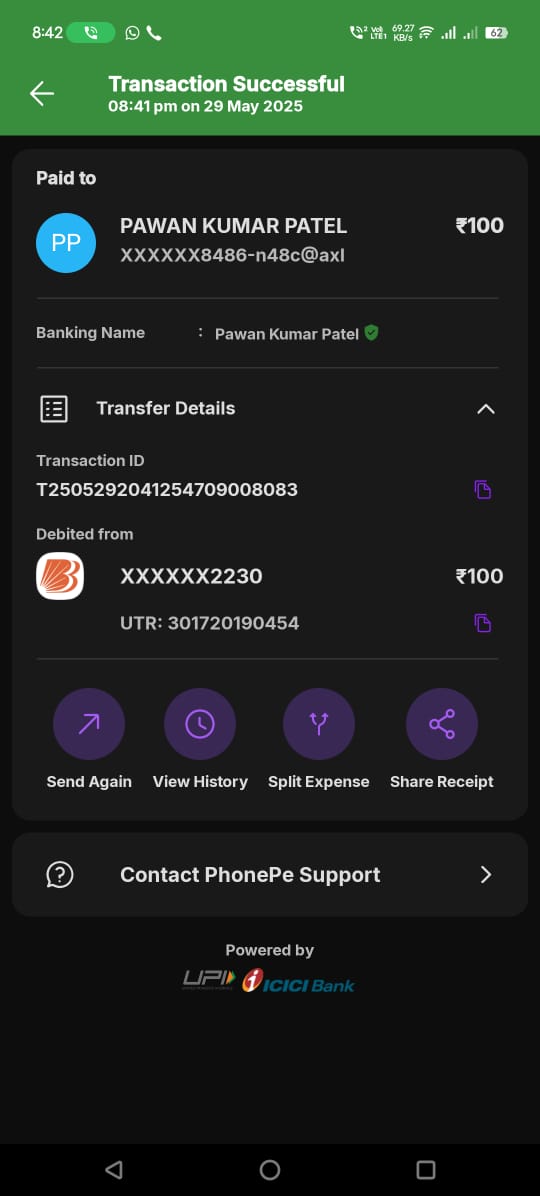 8:42
2 Vo) 69.27
LTE1 KB/s 62
Transaction Successful
08:41 pm on 29 May 2025
Paid to
PP
PAWAN KUMAR PATEL ₹100
XXXXXX8486-n48c@axl
Banking Name : Pawan Kumar Patel
Transfer Details
Transaction ID
T2505292041254709008083
Debited from
XXXXXX2230 ₹100
UTR: 301720190454
Send Again View History Split Expense Share Receipt
Contact PhonePe Support
Powered by
UPI ICICI Bank